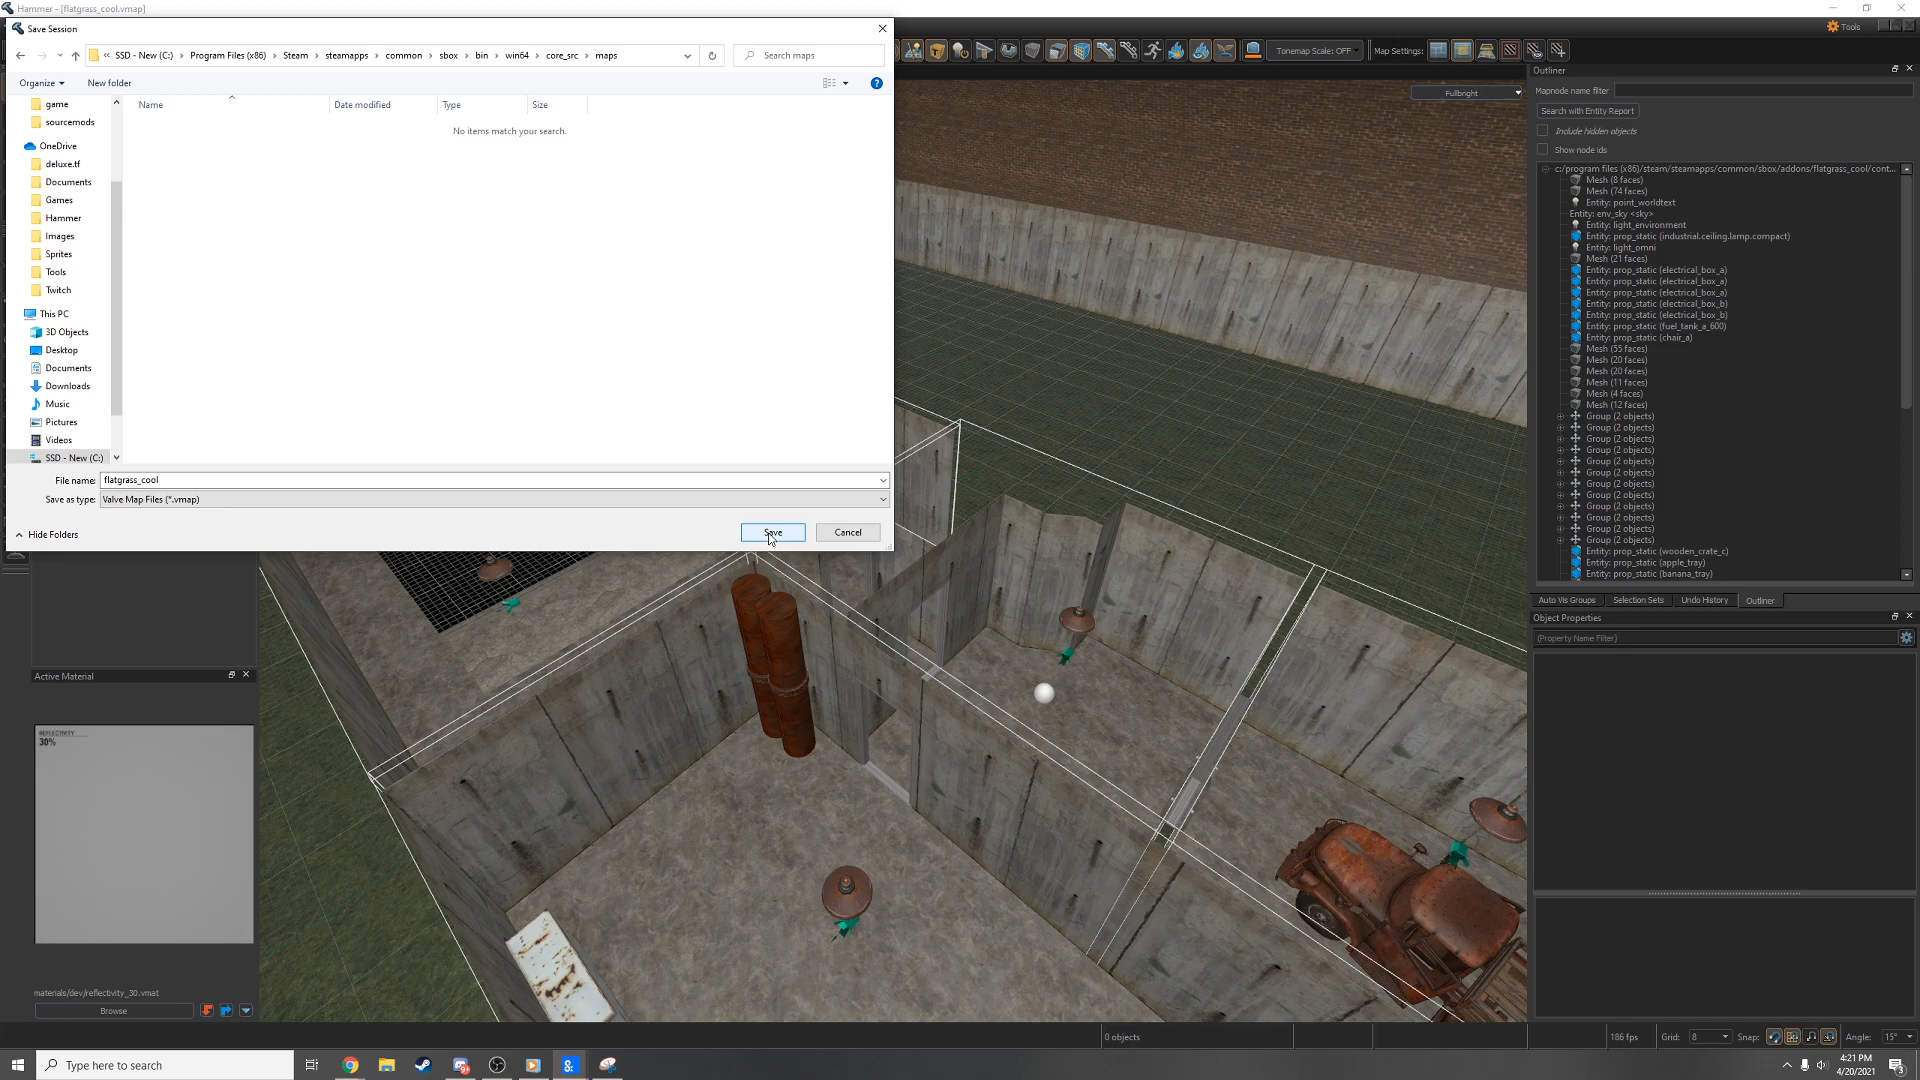 Hammer - [flatgrass_cool.vmap]
Save Session
« SSD - New (C:) › Program Files (x86) › Steam › steamapps › common › sbox › bin › win64 › core_src › maps
Search maps
Organize
New folder
Name
Date modified
Type
Size
No items match your search.
game
sourcemods
OneDrive
deluxe.tf
Documents
Games
Hammer
Images
Sprites
Tools
Twitch
This PC
3D Objects
Desktop
Documents
Downloads
Music
Pictures
Videos
SSD - New (C:)
File name: flatgrass_cool
Save as type: Valve Map Files (*.vmap)
Hide Folders
Save
Cancel
Tools
Tonemap Scale: OFF
Map Settings:
Fullbright
Outliner
Mapnode name filter
Search with Entity Report
Include hidden objects
Show node ids
c:/program files (x86)/steam/steamapps/common/sbox/addons/flatgrass_cool/cont...
Mesh (8 faces)
Mesh (74 faces)
Entity: point_worldtext
Entity: env_sky <sky>
Entity: light_environment
Entity: prop_static (industrial.ceiling.lamp.compact)
Entity: light_omni
Mesh (21 faces)
Entity: prop_static (electrical_box_a)
Entity: prop_static (electrical_box_a)
Entity: prop_static (electrical_box_a)
Entity: prop_static (electrical_box_b)
Entity: prop_static (electrical_box_b)
Entity: prop_static (fuel_tank_a_600)
Entity: prop_static (chair_a)
Mesh (55 faces)
Mesh (20 faces)
Mesh (20 faces)
Mesh (11 faces)
Mesh (4 faces)
Mesh (12 faces)
Group (2 objects)
Group (2 objects)
Group (2 objects)
Group (2 objects)
Group (2 objects)
Group (2 objects)
Group (2 objects)
Group (2 objects)
Group (2 objects)
Group (2 objects)
Group (2 objects)
Group (2 objects)
Entity: prop_static (wooden_crate_c)
Entity: prop_static (apple_tray)
Entity: prop_static (banana_tray)
Auto Vis Groups
Selection Sets
Undo History
Outliner
Object Properties
(Property Name Filter)
Active Material
REFLECTIVITY
30%
materials/dev/reflectivity_30.vmat
Browse
0 objects
186 fps
Grid: 8
Snap:
Angle: 15°
Type here to search
4:21 PM
4/20/2021